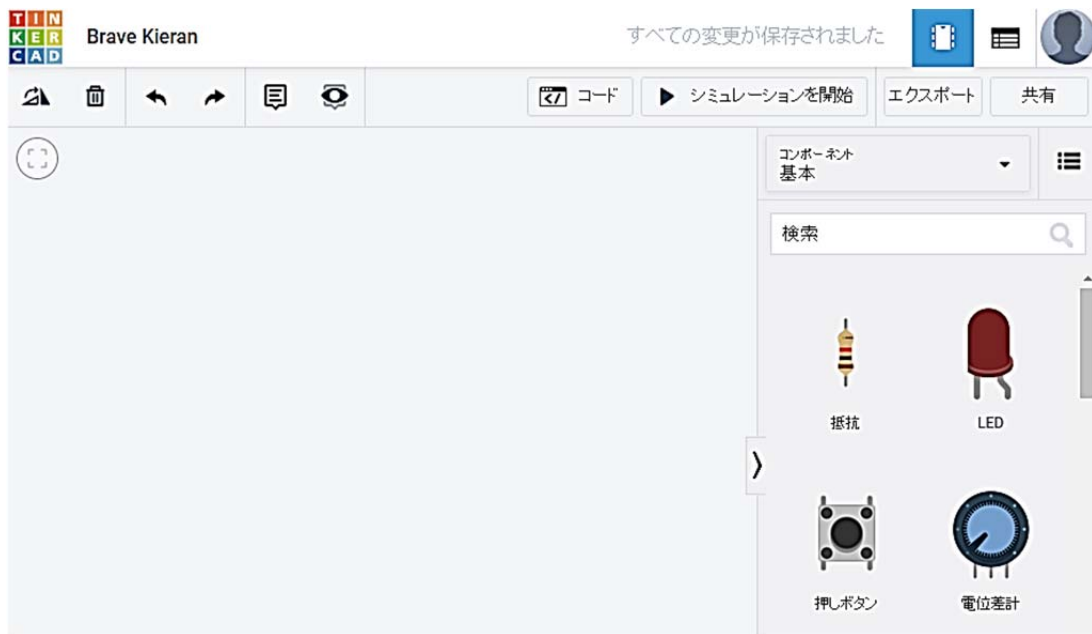 TIN
KER
CAD
Brave Kieran
すべての変更が保存されました
コード
シミュレーションを開始
エクスポート
共有
コンポーネント
基本
検索
抵抗
LED
押しボタン
電位差計